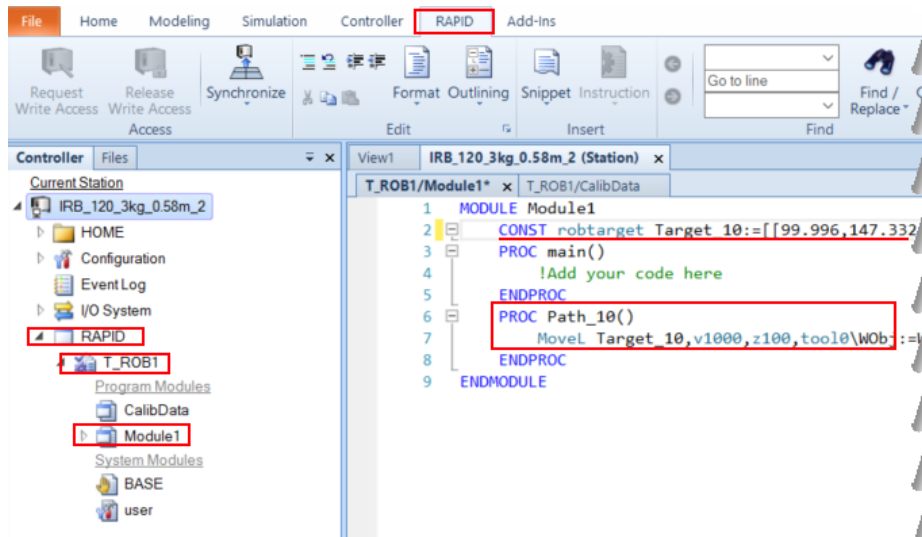 File Home Modeling Simulation Controller RAPID Add-Ins
Request Write Access
Release Write Access
Synchronize
Format Outlining
Snippet Instruction
Go to line
Find / Replace
Access Edit Insert Find
Controller Files
View1 IRB_120_3kg_0.58m_2 (Station) x
T_ROB1/Module1* x T_ROB1/CalibData
Current Station
IRB_120_3kg_0.58m_2
HOME
Configuration
Event Log
I/O System
RAPID
T_ROB1
Program Modules
CalibData
Module1
System Modules
BASE
user
1 MODULE Module1
2 CONST robtarget Target_10:=[[99.996,147.332
3 PROC main()
4 !Add your code here
5 ENDPROC
6 PROC Path_10()
7 MoveL Target_10,v1000,z100,tool0\WObj:=
8 ENDPROC
9 ENDMODULE